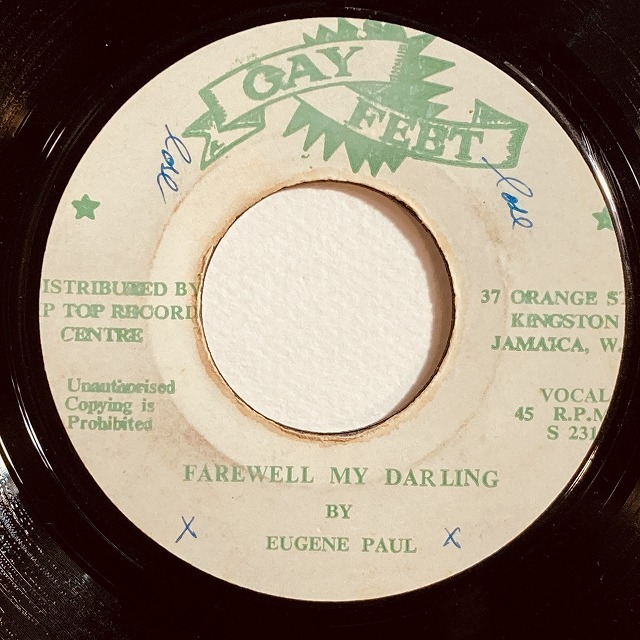 GAY
FEET
ISTRIBUTED BY
P TOP RECORD
CENTRE
37 ORANGE ST
KINGSTON
JAMAICA, W.
Unauthorised
Copying is
Prohibited
VOCAL
45 R.P.M
S 231
FAREWELL MY DARLING
BY
EUGENE PAUL
X
X